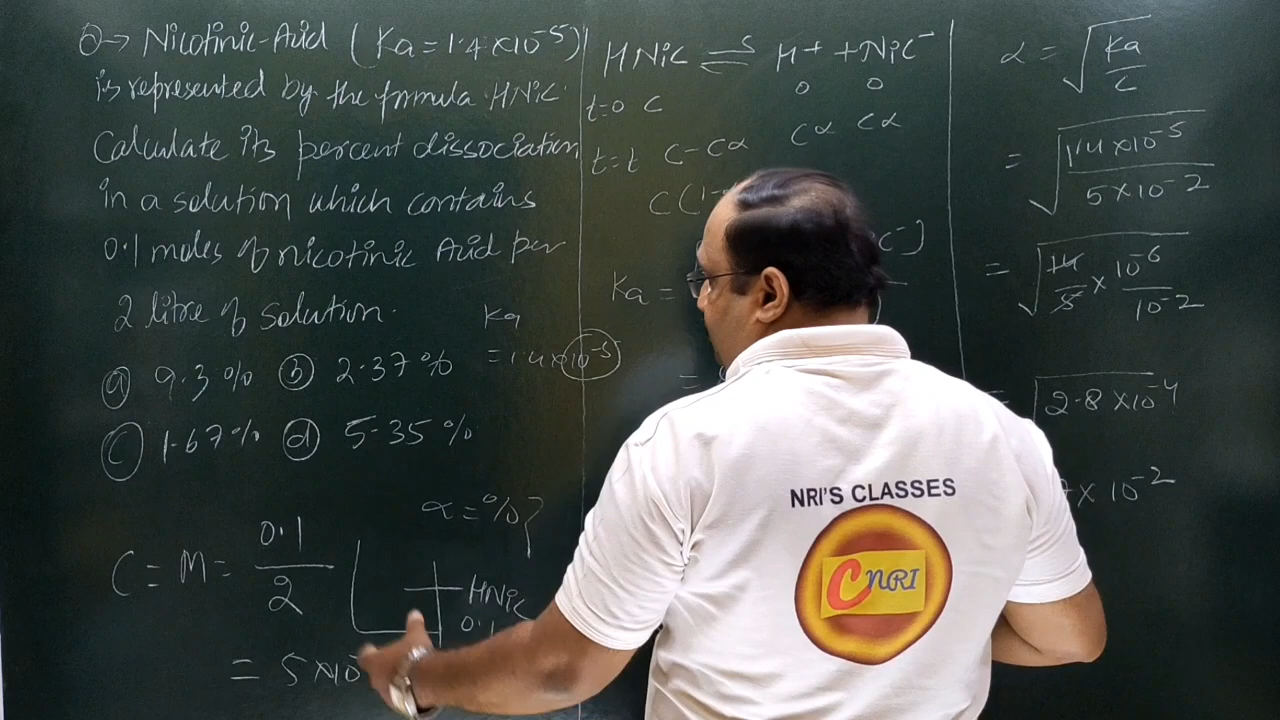 Q→ Nicotinic-Acid (Ka=1.4×10⁻⁵)
is represented by the formula HNiC.
Calculate its percent dissociation
in a solution which contains
0.1 moles of nicotinic Acid per
2 litre of solution.
ⓐ 9.3% ⓑ 2.37%
ⓒ 1.67% ⓓ 5.35%
Ka
=1.4×10⁻⁵
α=%?
C = M = 0.1/2
= 5×10
HNiC
0.1
HNiC ⇌ H⁺ + NiC⁻
t=0 C 0 0
t=t C-Cα Cα Cα
C(1-
Ka =
C⁻]
=
α = √(Ka/C)
= √(1.4×10⁻⁵/5×10⁻²)
= √(14/5 × 10⁻⁶/10⁻²)
= √(2.8×10⁻⁴)
7×10⁻²
NRI'S CLASSES
CNRI